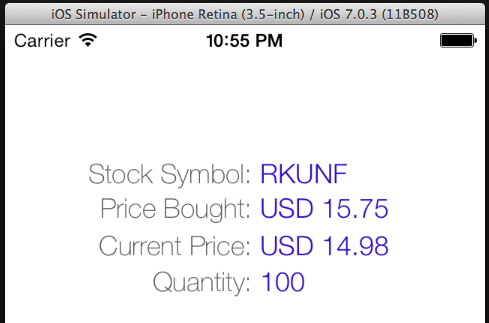 iOS Simulator – iPhone Retina (3.5-inch) / iOS 7.0.3 (11B508)
Carrier 10:55 PM
Stock Symbol: RKUNF
Price Bought: USD 15.75
Current Price: USD 14.98
Quantity: 100